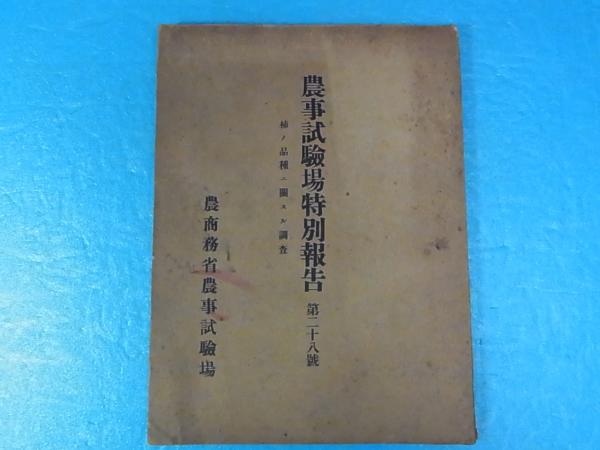 農事試驗場特別報告 第二十八號
柿ノ品種ニ關スル調査
農商務省農事試驗場